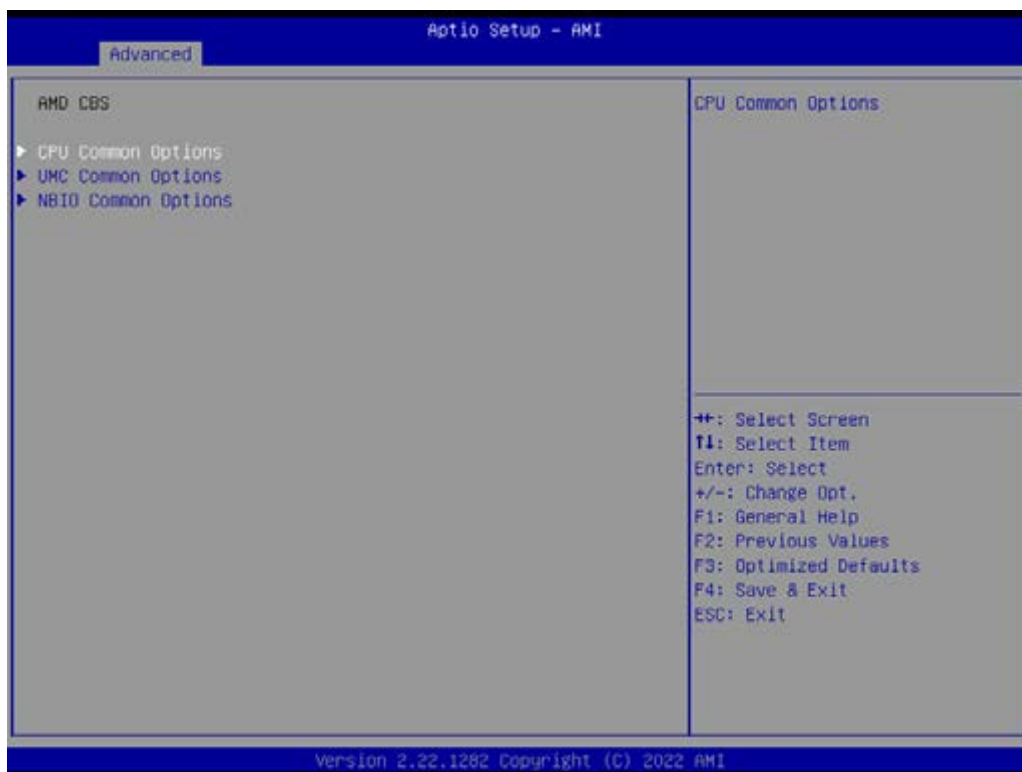 Aptio Setup - AMI
Advanced
AMD CBS
▶ CPU Common Options
▶ UMC Common Options
▶ NBIO Common Options
CPU Common Options
→←: Select Screen
↑↓: Select Item
Enter: Select
+/-: Change Opt.
F1: General Help
F2: Previous Values
F3: Optimized Defaults
F4: Save & Exit
ESC: Exit
Version 2.22.1282 Copyright (C) 2022 AMI